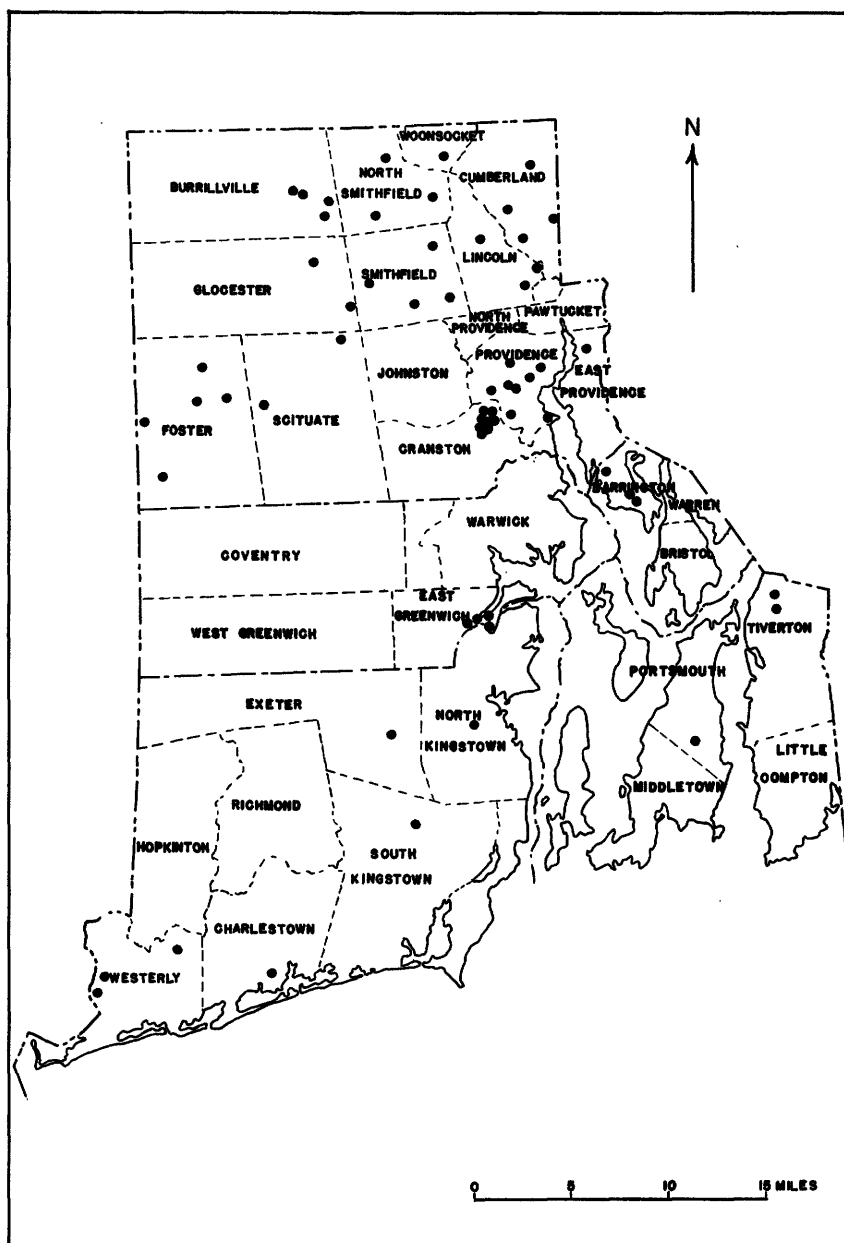 N
WOONSOCKET
NORTH
SMITHFIELD
CUMBERLAND
BURRILLVILLE
LINCOLN
SMITHFIELD
GLOCESTER
NORTH
PROVIDENCE
PAWTUCKET
PROVIDENCE
EAST
PROVIDENCE
JOHNSTON
FOSTER
SCITUATE
CRANSTON
BARRINGTON
WARREN
WARWICK
BRISTOL
COVENTRY
EAST
GREENWICH
WEST GREENWICH
TIVERTON
PORTSMOUTH
EXETER
NORTH
KINGSTOWN
LITTLE
COMPTON
MIDDLETOWN
RICHMOND
HOPKINTON
SOUTH
KINGSTOWN
CHARLESTOWN
WESTERLY
0 5 10 15 MILES